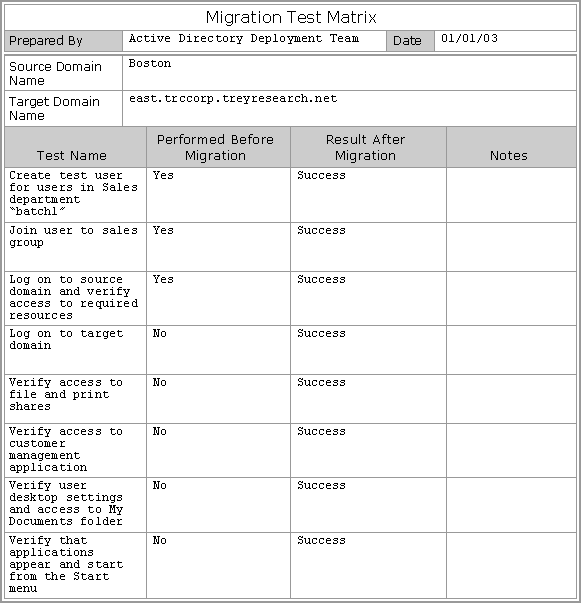 Migration Test Matrix
Prepared By Active Directory Deployment Team Date 01/01/03
Source Domain Name Boston
Target Domain Name east.trccorp.treyresearch.net
Test Name Performed Before Migration Result After Migration Notes
Create test user for users in Sales department “batch1” Yes Success
Join user to sales group Yes Success
Log on to source domain and verify access to required resources Yes Success
Log on to target domain No Success
Verify access to file and print shares No Success
Verify access to customer management application No Success
Verify user desktop settings and access to My Documents folder No Success
Verify that applications appear and start from the Start menu No Success